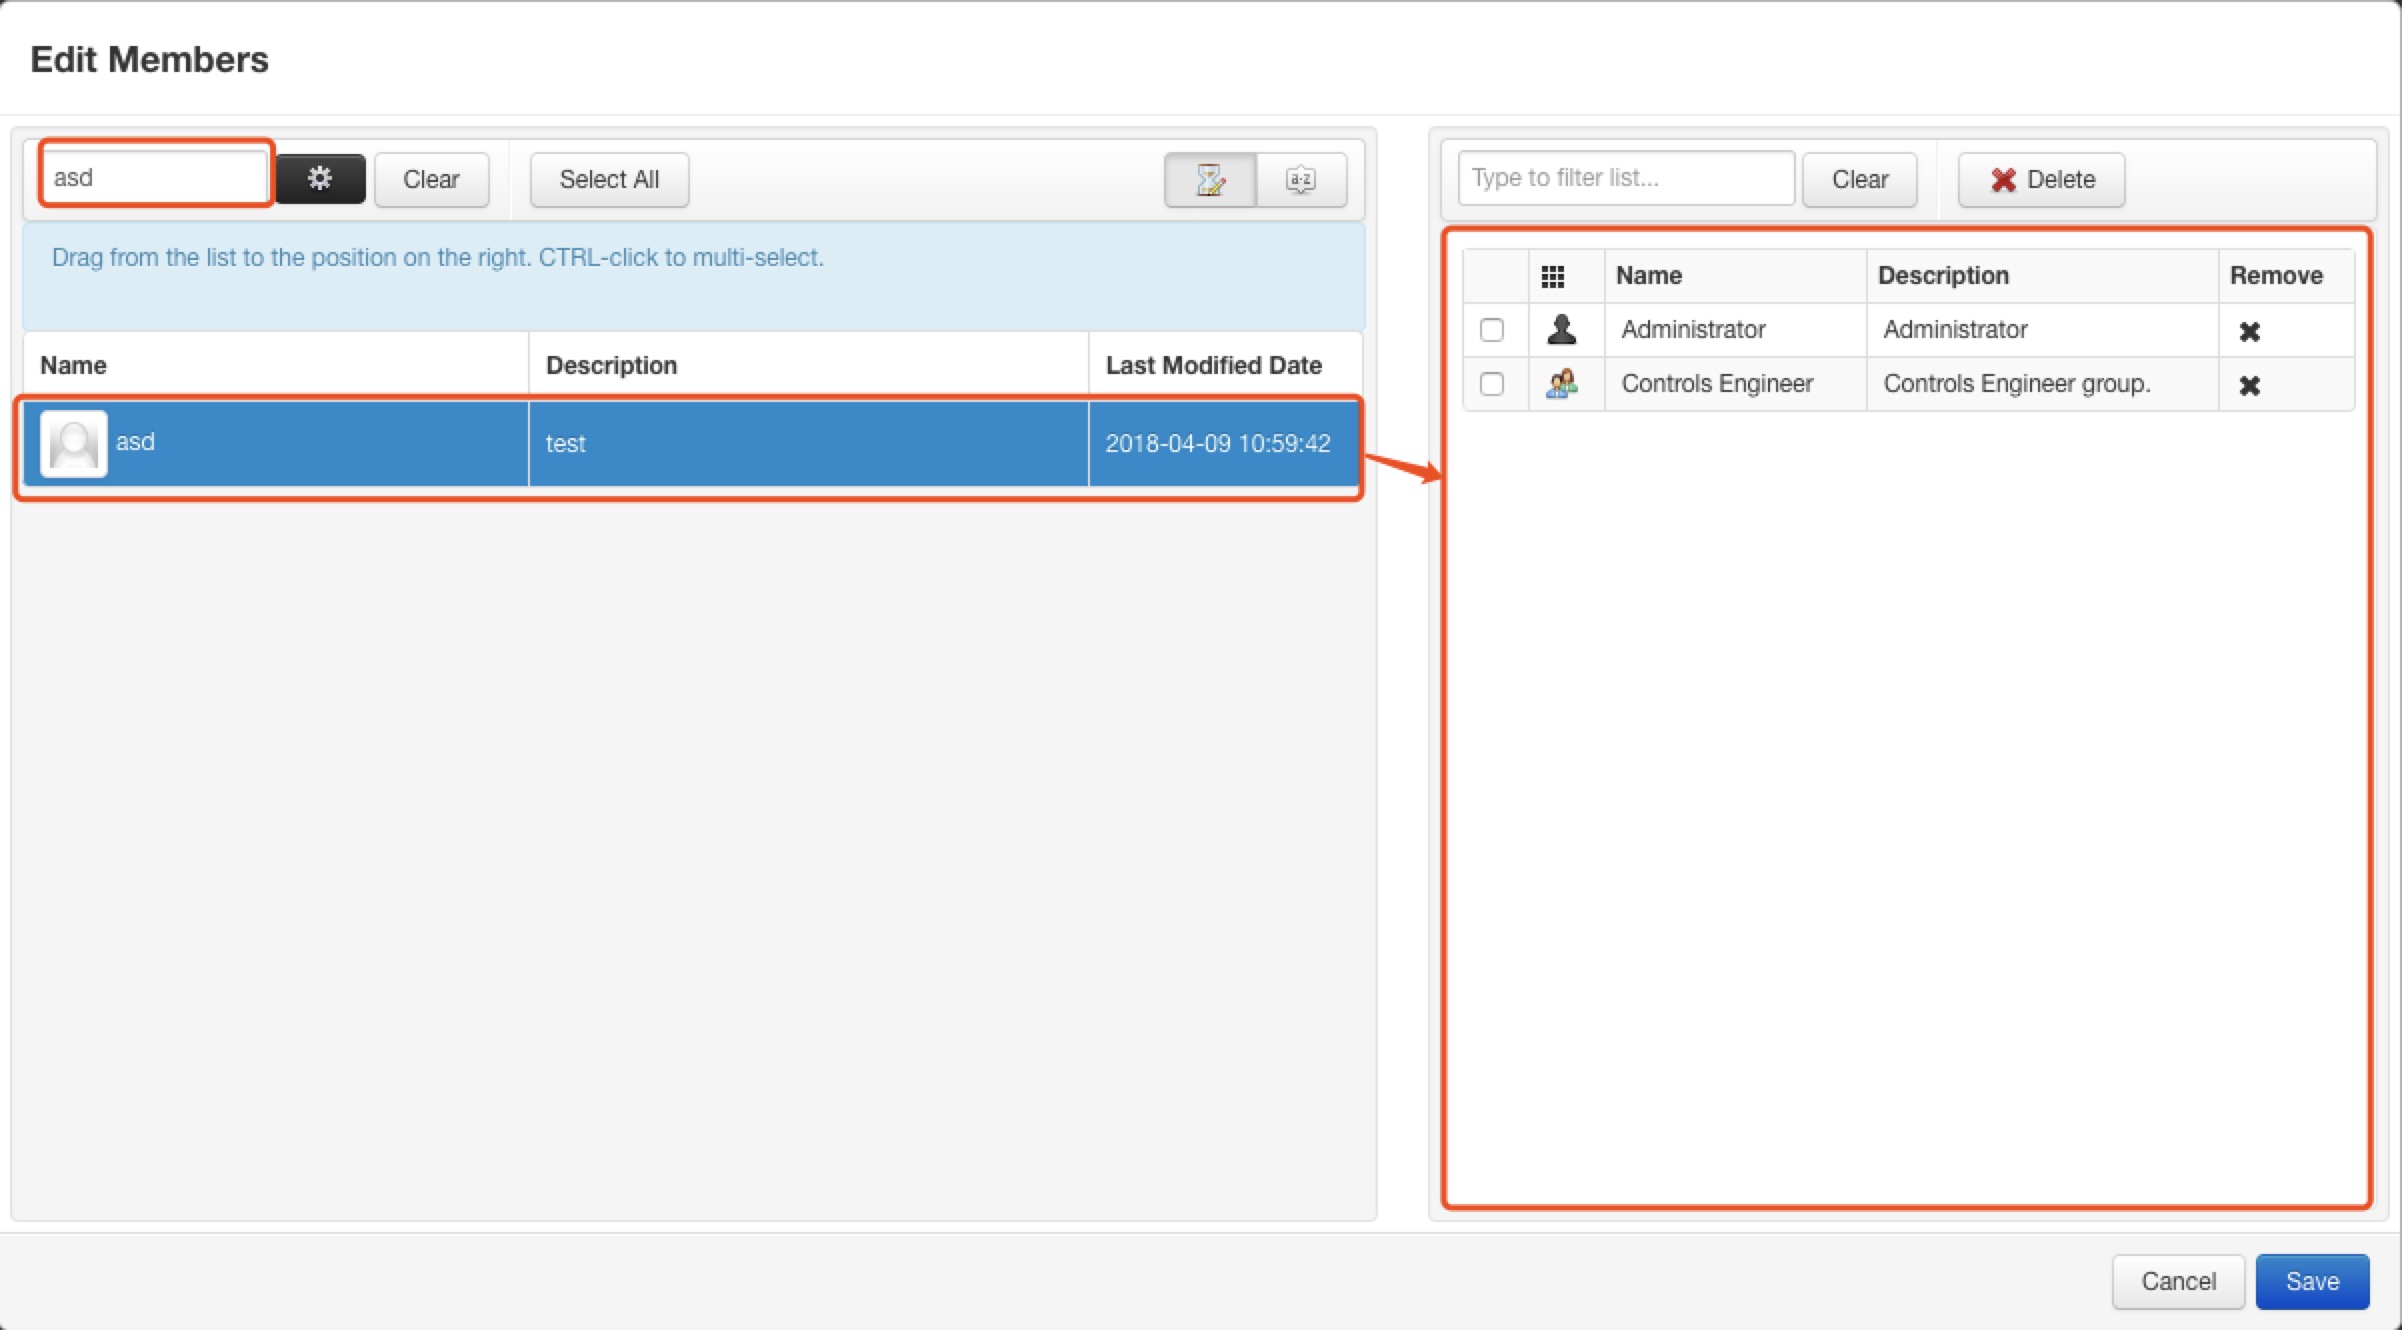 Edit Members
asd Clear Select All a-z
Drag from the list to the position on the right. CTRL-click to multi-select.
Name Description Last Modified Date
asd test 2018-04-09 10:59:42
Type to filter list... Clear Delete
Name Description Remove
Administrator Administrator
Controls Engineer Controls Engineer group.
Cancel Save